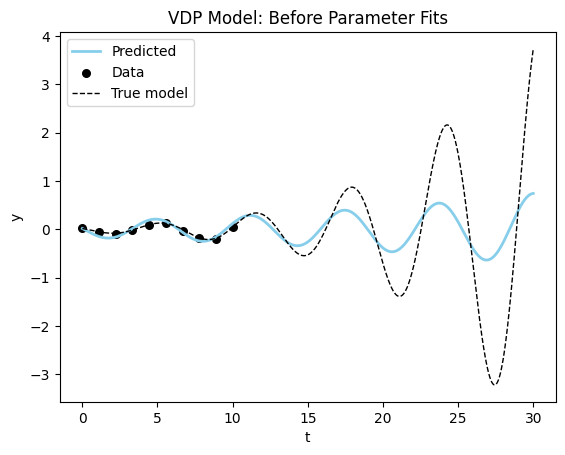 VDP Model: Before Parameter Fits
Predicted
Data
True model
4
3
2
1
0
−1
−2
−3
y
0 5 10 15 20 25 30
t